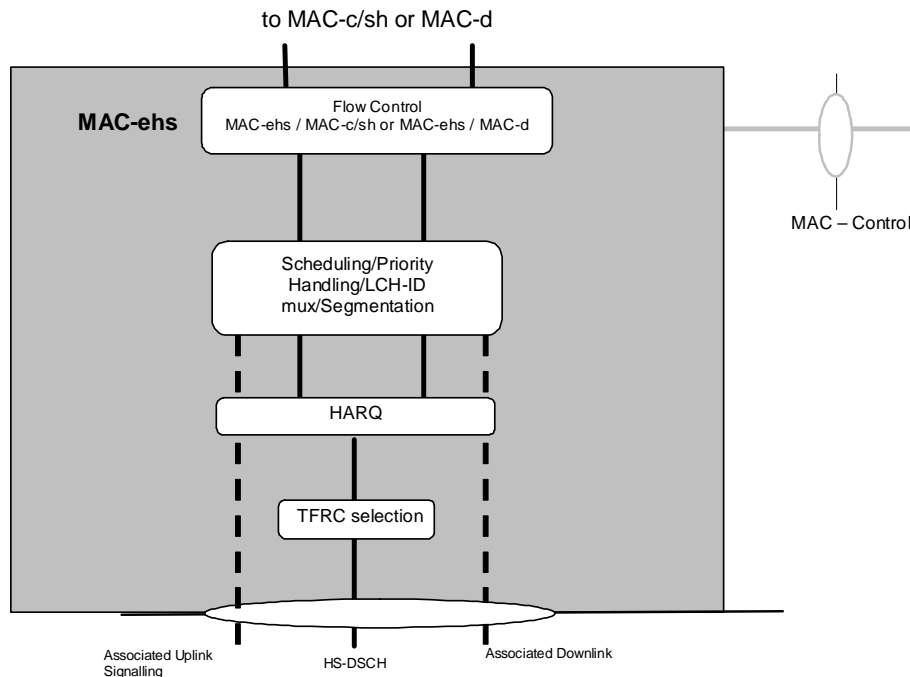 to MAC-c/sh or MAC-d
MAC-ehs
Flow Control
MAC-ehs / MAC-c/sh or MAC-ehs / MAC-d
MAC – Control
Scheduling/Priority
Handling/LCH-ID
mux/Segmentation
HARQ
TFRC selection
Associated Uplink
Signalling
HS-DSCH
Associated Downlink